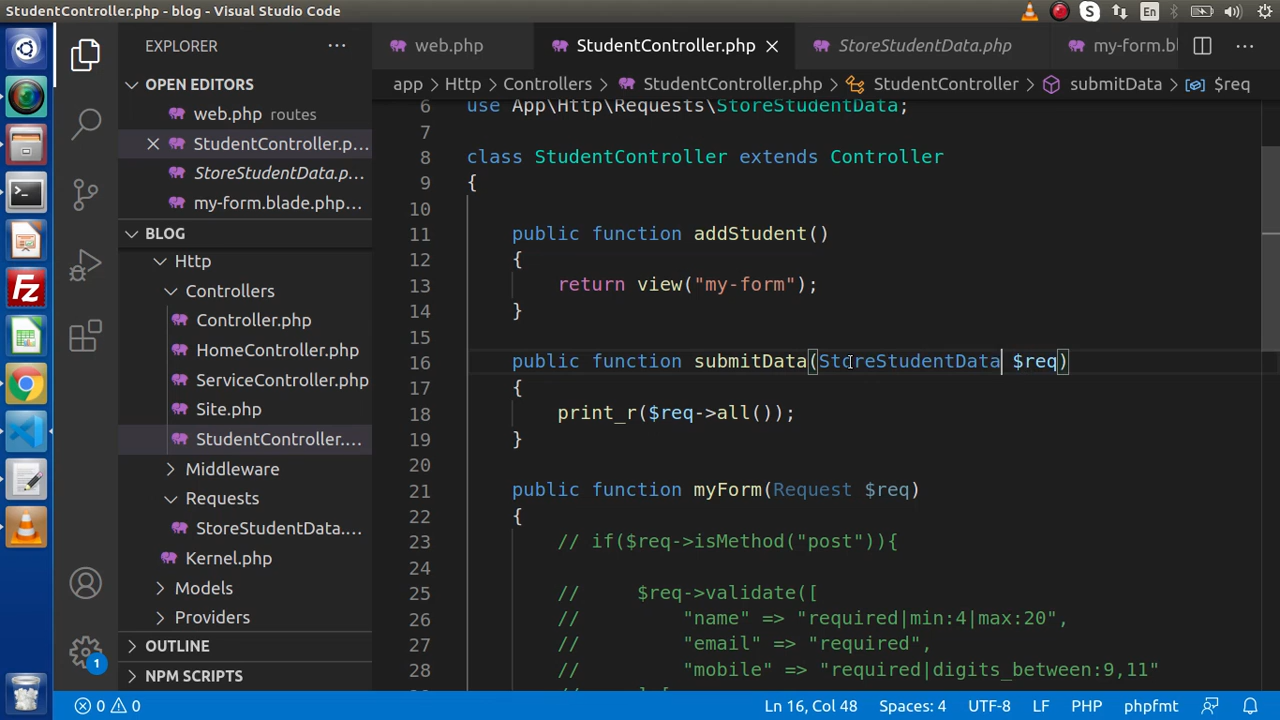 StudentController.php - blog - Visual Studio Code
S
En
EXPLORER
OPEN EDITORS
web.php routes
StudentController.p...
StoreStudentData.p...
my-form.blade.php...
BLOG
Http
Controllers
Controller.php
HomeController.php
ServiceController.php
Site.php
StudentController....
Middleware
Requests
StoreStudentData....
Kernel.php
Models
Providers
OUTLINE
NPM SCRIPTS
1
web.php
StudentController.php
StoreStudentData.php
my-form.bl
app > Http > Controllers > StudentController.php > StudentController > submitData > $req
6 use App\Http\Requests\StoreStudentData;
7
8 class StudentController extends Controller
9 {
10
11 public function addStudent()
12 {
13 return view("my-form");
14 }
15
16 public function submitData(StoreStudentData $req)
17 {
18 print_r($req->all());
19 }
20
21 public function myForm(Request $req)
22 {
23 // if($req->isMethod("post")){
24
25 // $req->validate([
26 // "name" => "required|min:4|max:20",
27 // "email" => "required",
28 // "mobile" => "required|digits_between:9,11"
0 0
Ln 16, Col 48
Spaces: 4
UTF-8
LF
PHP
phpfmt